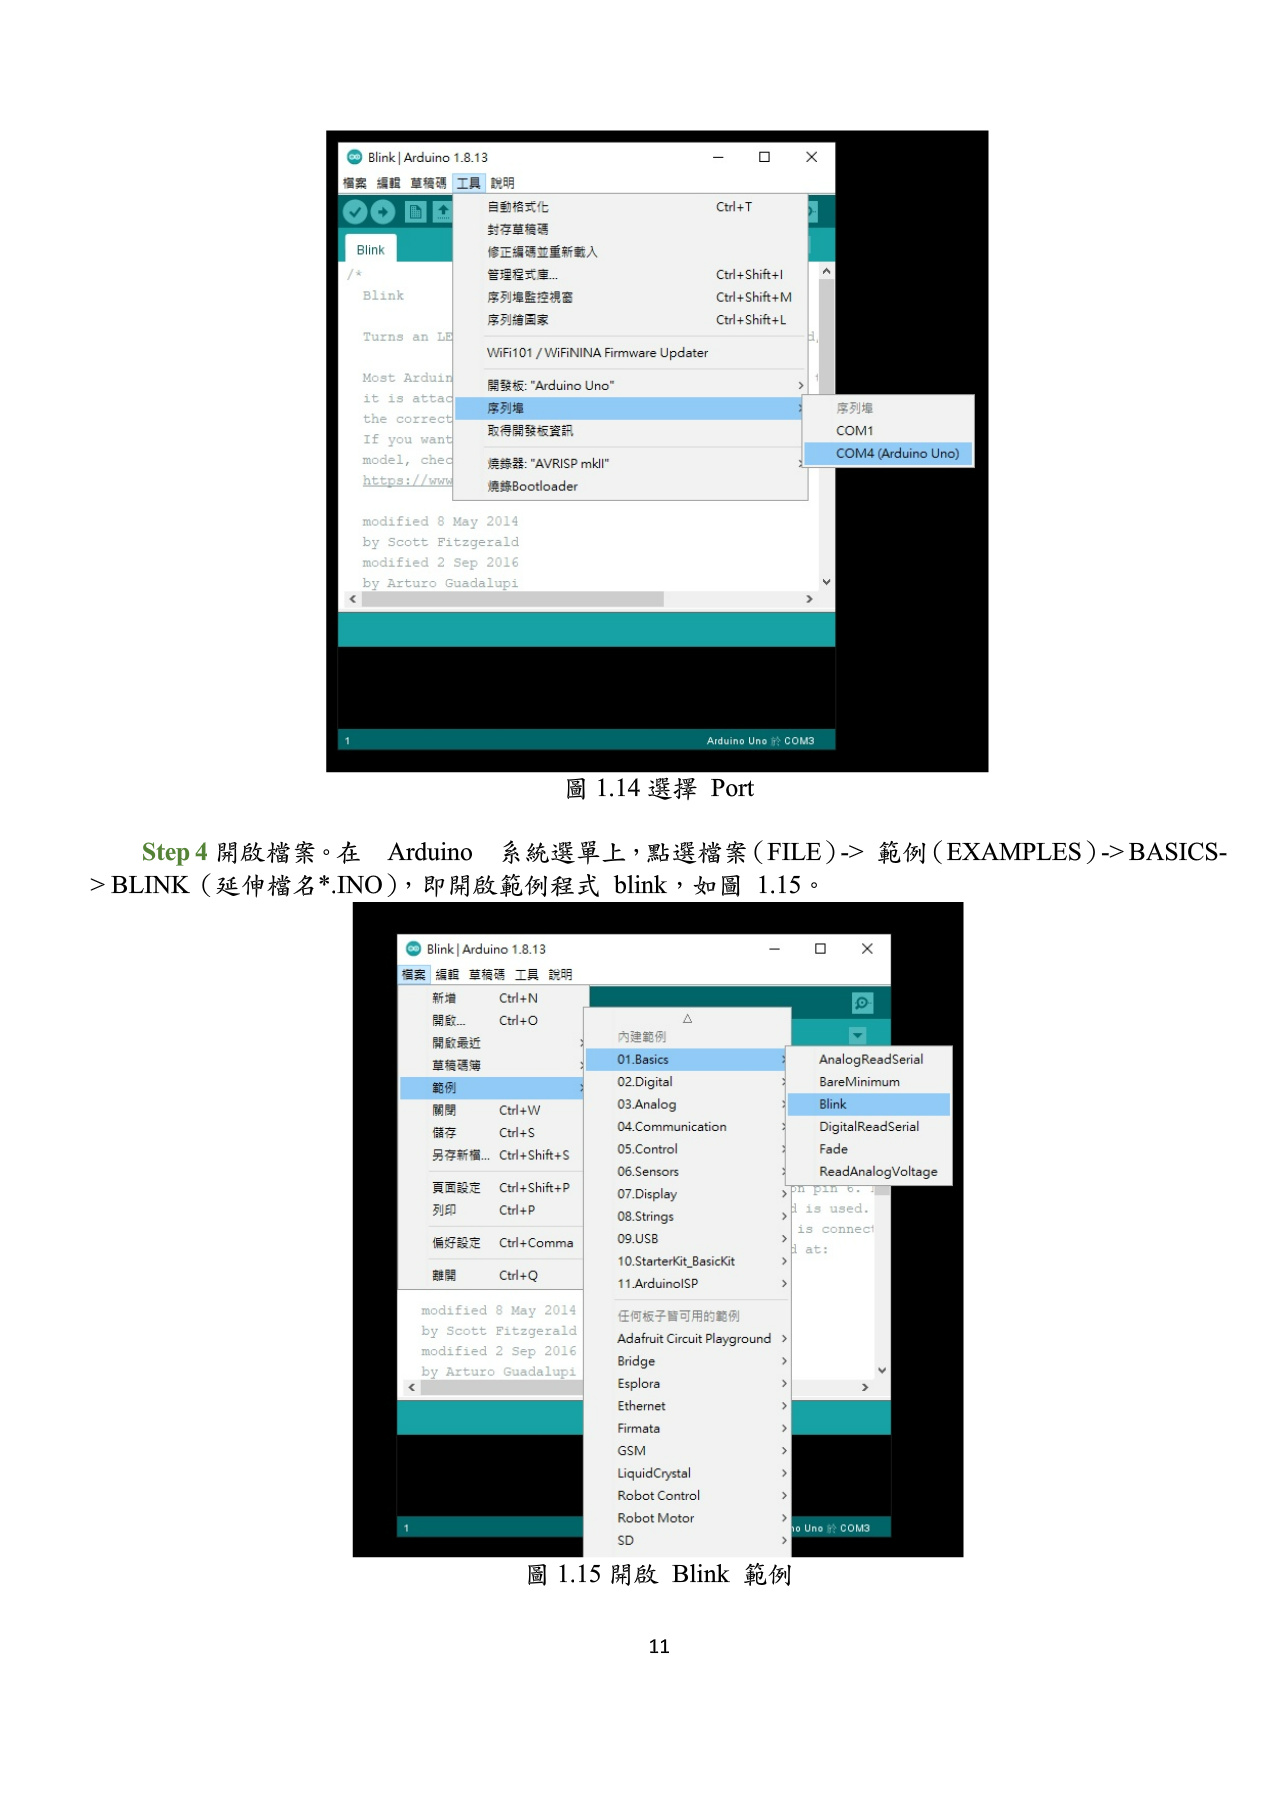 Blink | Arduino 1.8.13
檔案 編輯 草稿碼 工具 說明
自動格式化 Ctrl+T
封存草稿碼
Blink
修正編碼並重新載入
/*
管理程式庫... Ctrl+Shift+I
Blink
序列埠監控視窗 Ctrl+Shift+M
序列繪圖家 Ctrl+Shift+L
Turns an LE
WiFi101 / WiFiNINA Firmware Updater
Most Arduin
開發板: "Arduino Uno"
it is attac
序列埠
序列埠
the correct
取得開發板資訊
COM1
If you want
COM4 (Arduino Uno)
model, chec
燒錄器: "AVRISP mkII"
https://www
燒錄Bootloader
modified 8 May 2014
by Scott Fitzgerald
modified 2 Sep 2016
by Arturo Guadalupi
1 Arduino Uno 於 COM3
圖 1.14 選擇 Port
Step 4 開啟檔案。在 Arduino 系統選單上，點選檔案（FILE）-> 範例（EXAMPLES）-> BASICS-
> BLINK（延伸檔名*.INO），即開啟範例程式 blink，如圖 1.15。
Blink | Arduino 1.8.13
檔案 編輯 草稿碼 工具 說明
新增 Ctrl+N
開啟... Ctrl+O
開啟最近
草稿碼簿
範例
關閉 Ctrl+W
儲存 Ctrl+S
另存新檔... Ctrl+Shift+S
頁面設定 Ctrl+Shift+P
列印 Ctrl+P
偏好設定 Ctrl+Comma
離開 Ctrl+Q
內建範例
01.Basics
02.Digital
03.Analog
04.Communication
05.Control
06.Sensors
07.Display
08.Strings
09.USB
10.StarterKit_BasicKit
11.ArduinoISP
任何板子皆可用的範例
Adafruit Circuit Playground
Bridge
Esplora
Ethernet
Firmata
GSM
LiquidCrystal
Robot Control
Robot Motor
SD
AnalogReadSerial
BareMinimum
Blink
DigitalReadSerial
Fade
ReadAnalogVoltage
on pin 6.
d is used.
is connect
d at:
modified 8 May 2014
by Scott Fitzgerald
modified 2 Sep 2016
by Arturo Guadalupi
1 no Uno 於 COM3
圖 1.15 開啟 Blink 範例
11